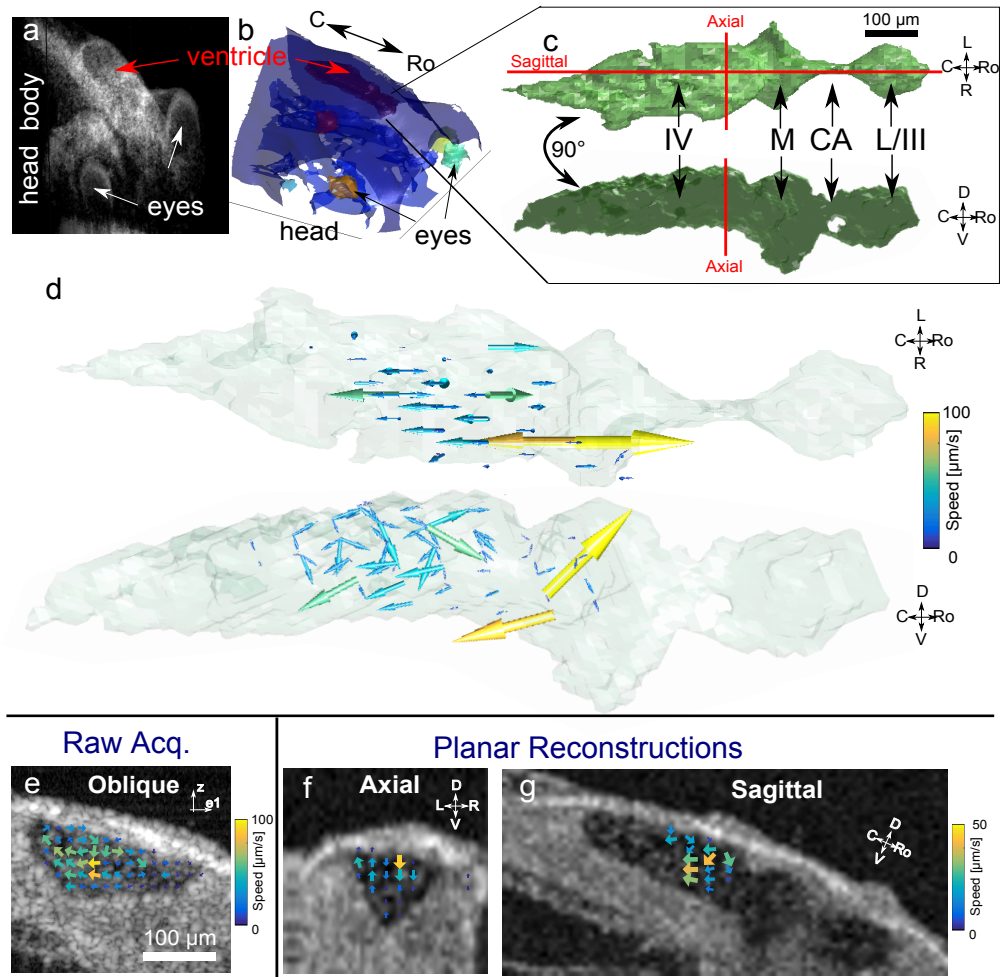 a
head body
eyes
ventricle
b
C
Ro
head
eyes
c
Axial
100 µm
Sagittal
L
C Ro
R
90°
IV
M
CA
L/III
D
C Ro
V
Axial
d
L
C Ro
R
100
Speed [µm/s]
0
D
C Ro
V
Raw Acq.
Planar Reconstructions
e
Oblique
z
e1
100
Speed [µm/s]
0
100 µm
f
Axial
D
L R
V
g
Sagittal
D
C Ro
V
50
Speed [µm/s]
0